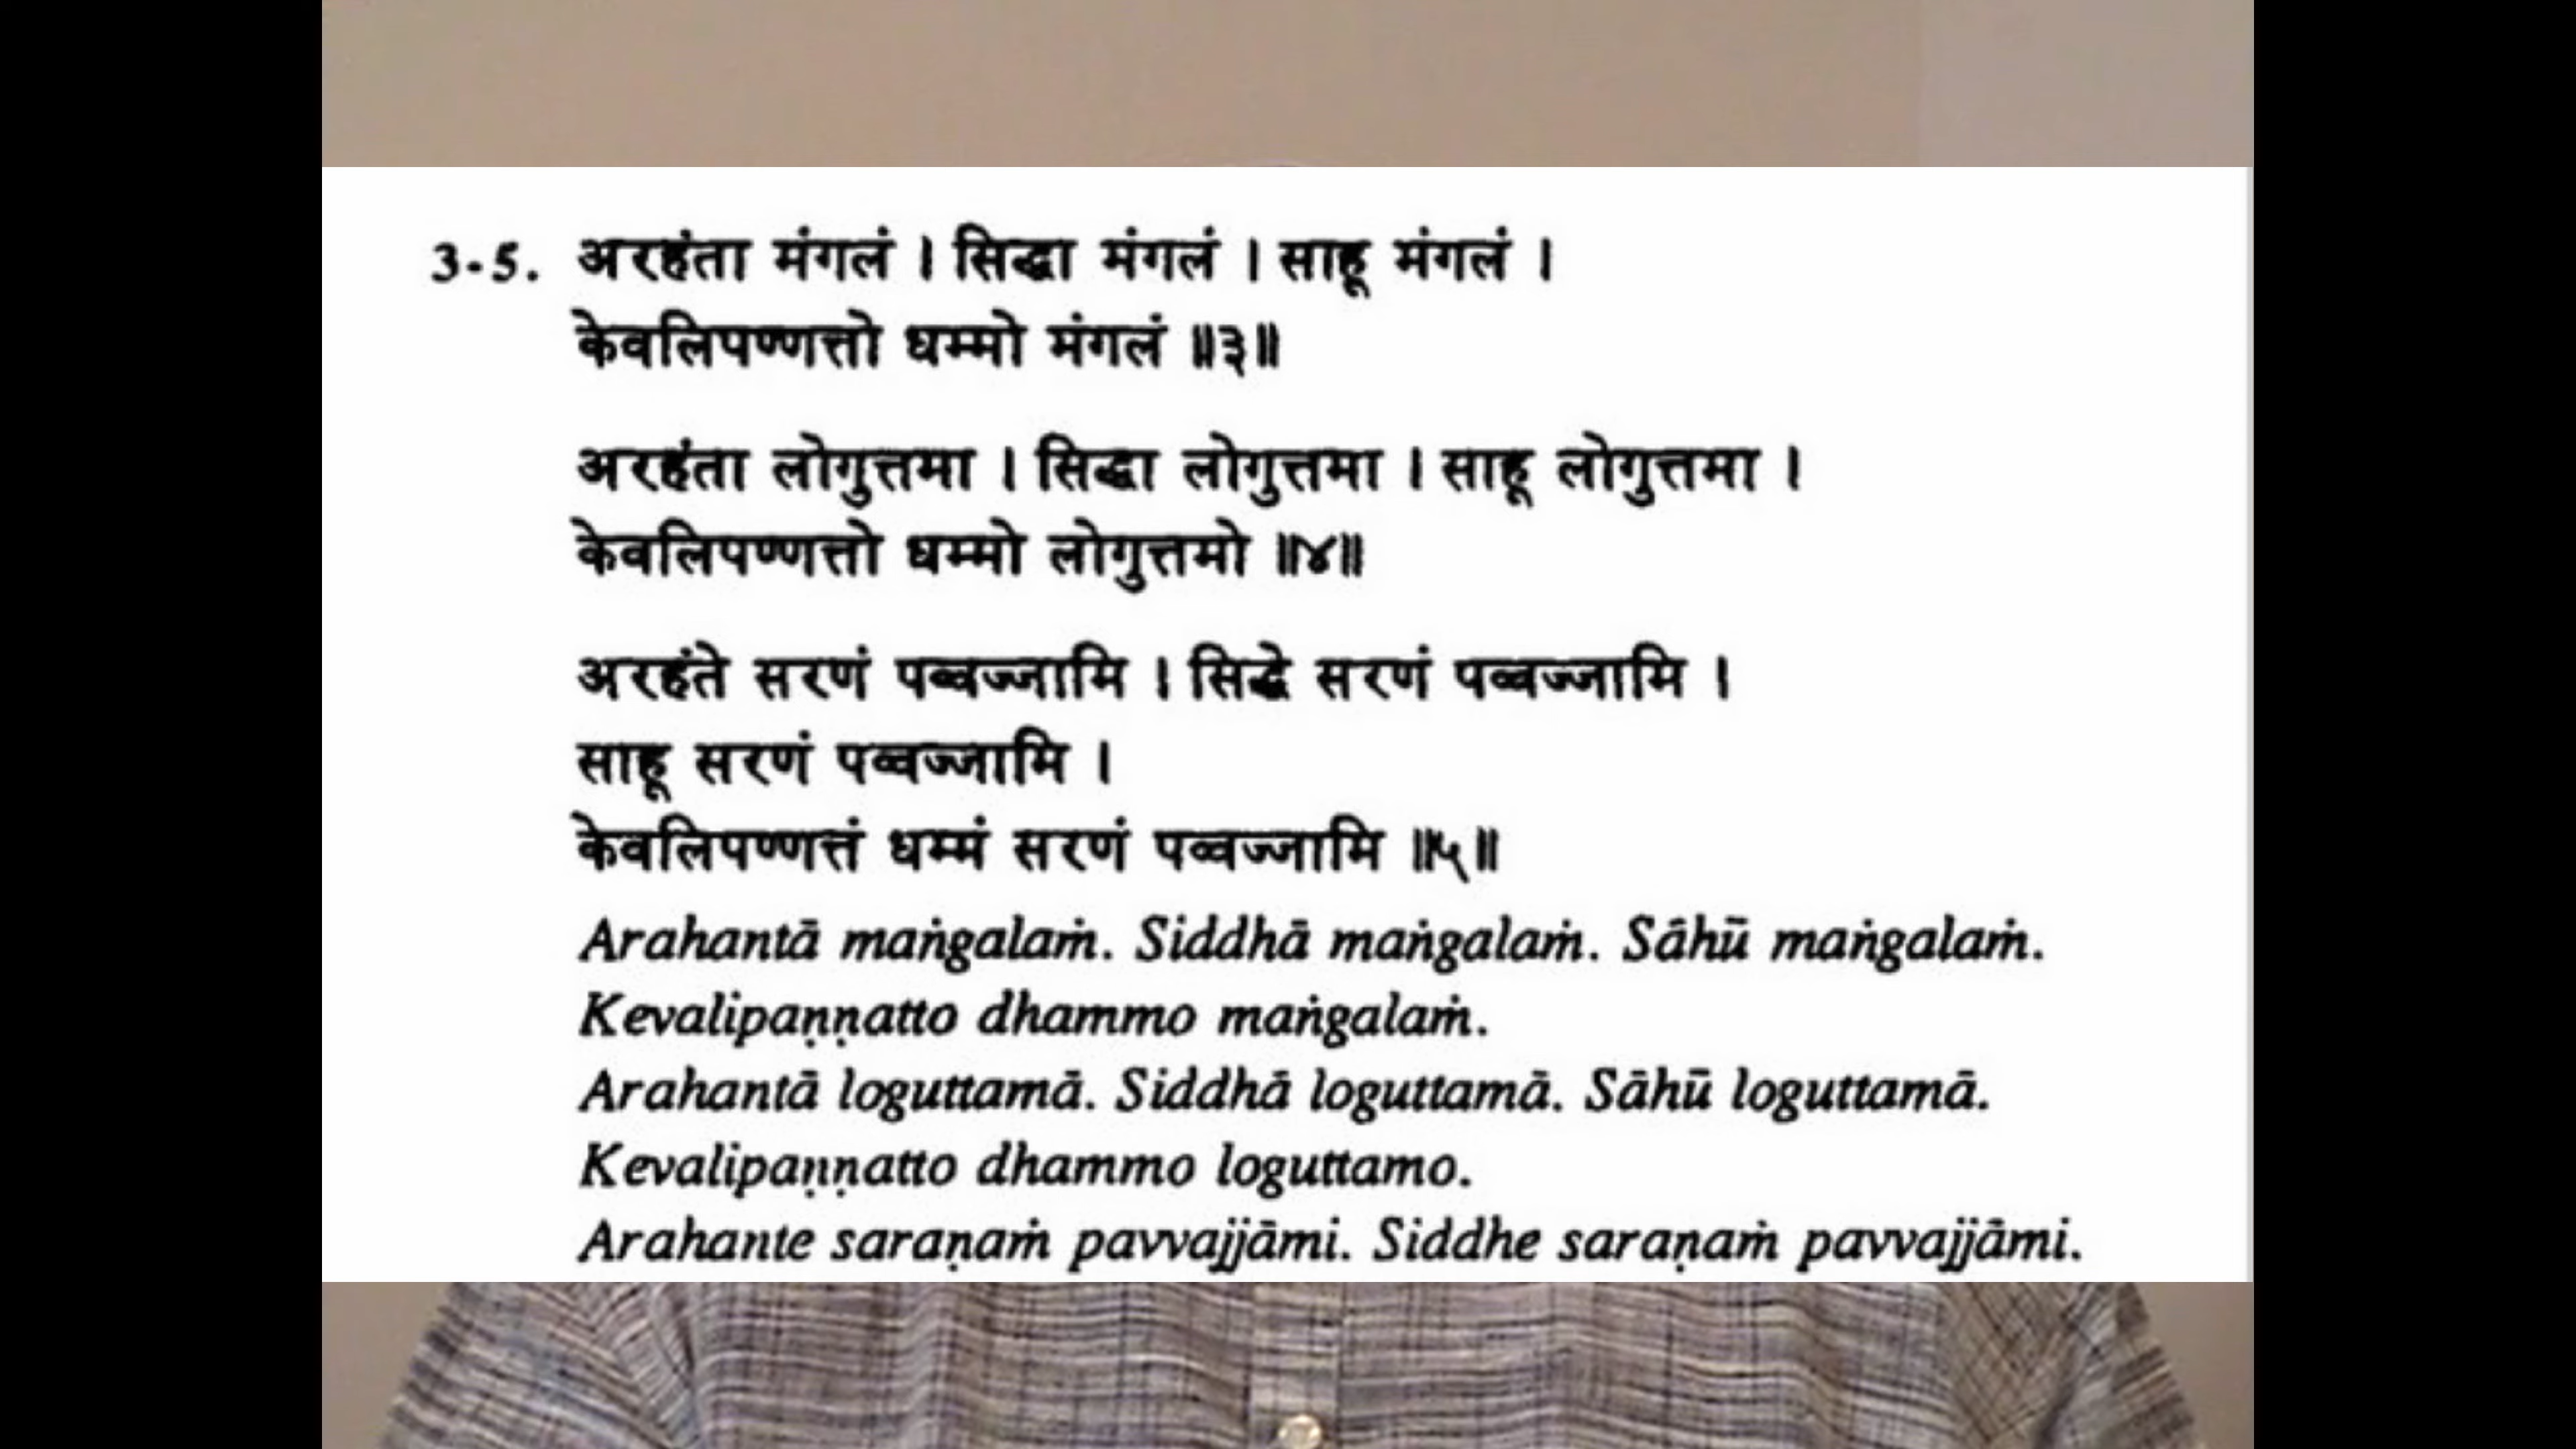 3-5. अरहंता मंगलं । सिद्धा मंगलं । साहू मंगलं ।
केवलिपण्णत्तो धम्मो मंगलं ॥३॥
अरहंता लोगुत्तमा । सिद्धा लोगुत्तमा । साहू लोगुत्तमा ।
केवलिपण्णत्तो धम्मो लोगुत्तमो ॥४॥
अरहंते सरणं पव्वज्जामि । सिद्धे सरणं पव्वज्जामि ।
साहू सरणं पव्वज्जामि ।
केवलिपण्णत्तं धम्मं सरणं पव्वज्जामि ॥५॥
Arahantā maṅgalaṁ. Siddhā maṅgalaṁ. Sāhū maṅgalaṁ.
Kevalipaṇṇatto dhammo maṅgalaṁ.
Arahantā loguttamā. Siddhā loguttamā. Sāhū loguttamā.
Kevalipaṇṇatto dhammo loguttamo.
Arahante saraṇaṁ pavvajjāmi. Siddhe saraṇaṁ pavvajjāmi.